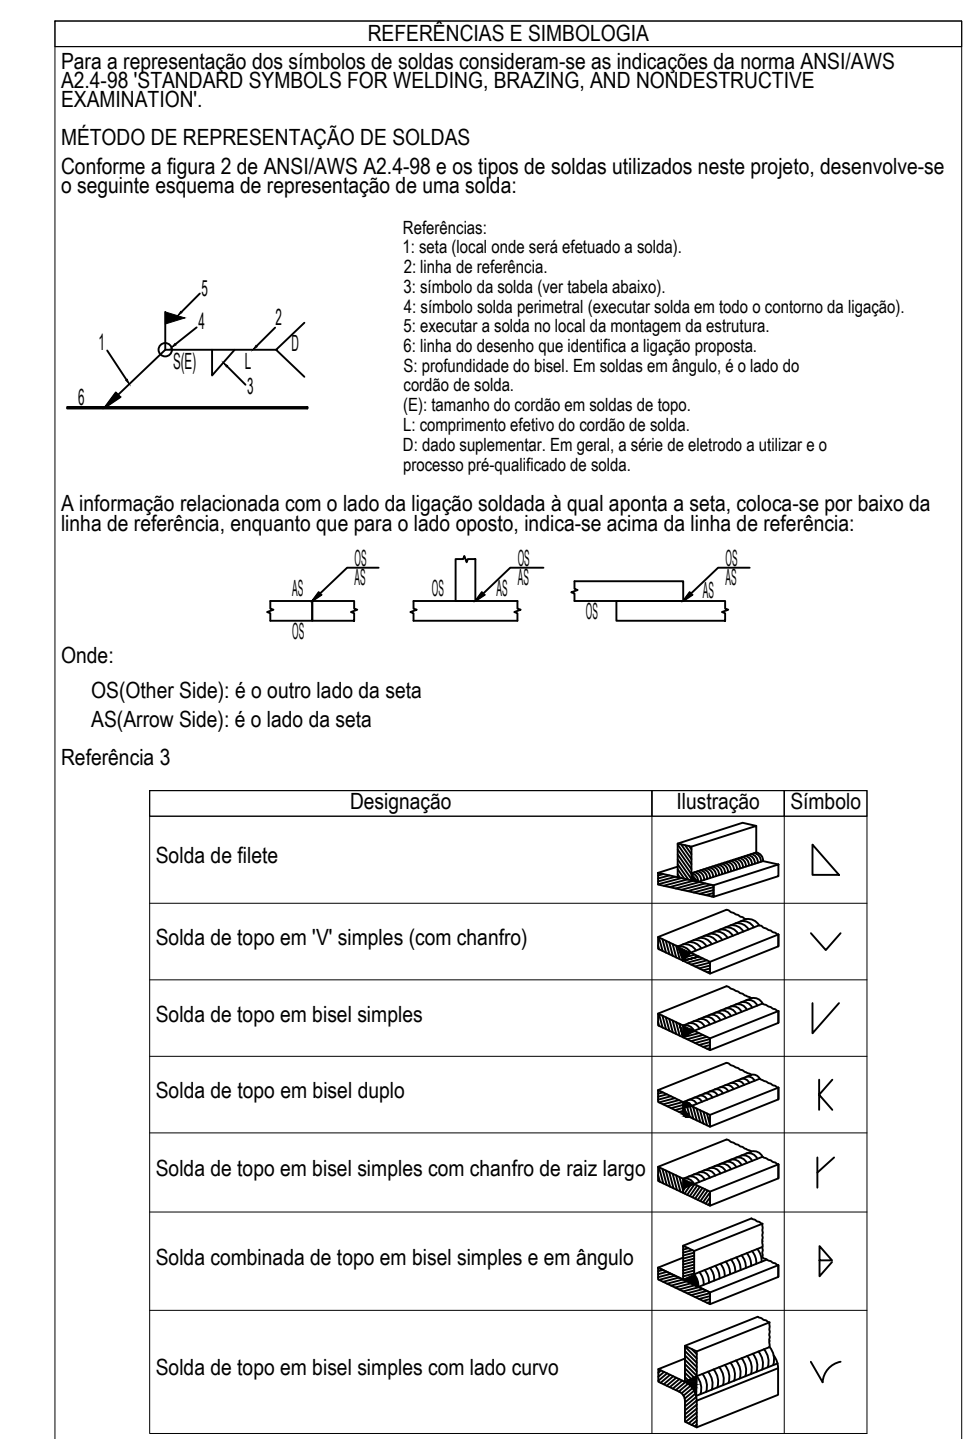 REFERÊNCIAS E SIMBOLOGIA
Para a representação dos símbolos de soldas consideram-se as indicações da norma ANSI/AWS
A2.4-98 'STANDARD SYMBOLS FOR WELDING, BRAZING, AND NONDESTRUCTIVE
EXAMINATION'.
MÉTODO DE REPRESENTAÇÃO DE SOLDAS
Conforme a figura 2 de ANSI/AWS A2.4-98 e os tipos de soldas utilizados neste projeto, desenvolve-se
o seguinte esquema de representação de uma solda:
5
4
2
1
S(E)
L
D
3
6
Referências:
1: seta (local onde será efetuado a solda).
2: linha de referência.
3: símbolo da solda (ver tabela abaixo).
4: símbolo solda perimetral (executar solda em todo o contorno da ligação).
5: executar a solda no local da montagem da estrutura.
6: linha do desenho que identifica a ligação proposta.
S: profundidade do bisel. Em soldas em ângulo, é o lado do
cordão de solda.
(E): tamanho do cordão em soldas de topo.
L: comprimento efetivo do cordão de solda.
D: dado suplementar. Em geral, a série de eletrodo a utilizar e o
processo pré-qualificado de solda.
A informação relacionada com o lado da ligação soldada à qual aponta a seta, coloca-se por baixo da
linha de referência, enquanto que para o lado oposto, indica-se acima da linha de referência:
OS
AS
AS
OS
OS
AS
OS
AS
OS
AS
AS
OS
Onde:
OS(Other Side): é o outro lado da seta
AS(Arrow Side): é o lado da seta
Referência 3
Designação Ilustração Símbolo
Solda de filete
Solda de topo em 'V' simples (com chanfro)
Solda de topo em bisel simples
Solda de topo em bisel duplo
Solda de topo em bisel simples com chanfro de raiz largo
Solda combinada de topo em bisel simples e em ângulo
Solda de topo em bisel simples com lado curvo